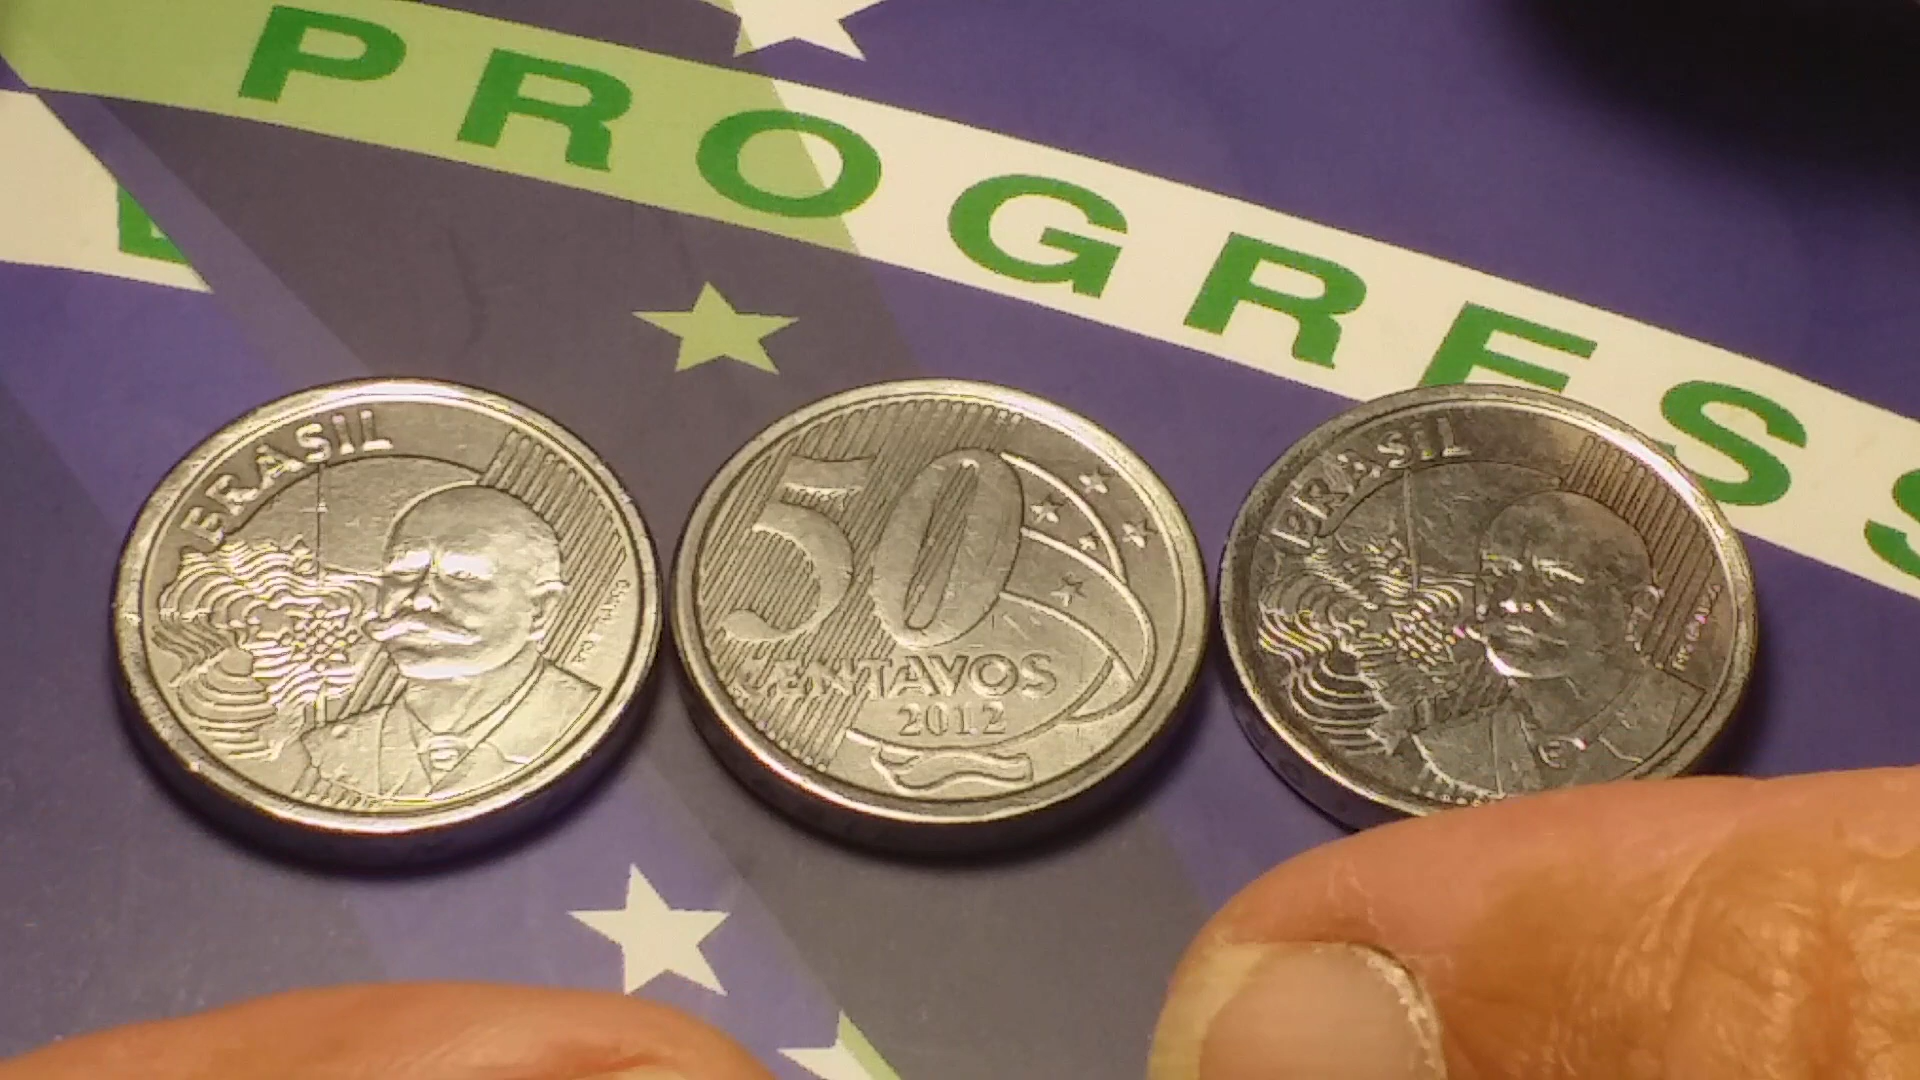 PROGRESS
BRASIL
50
CENTAVOS
2012
BRASIL